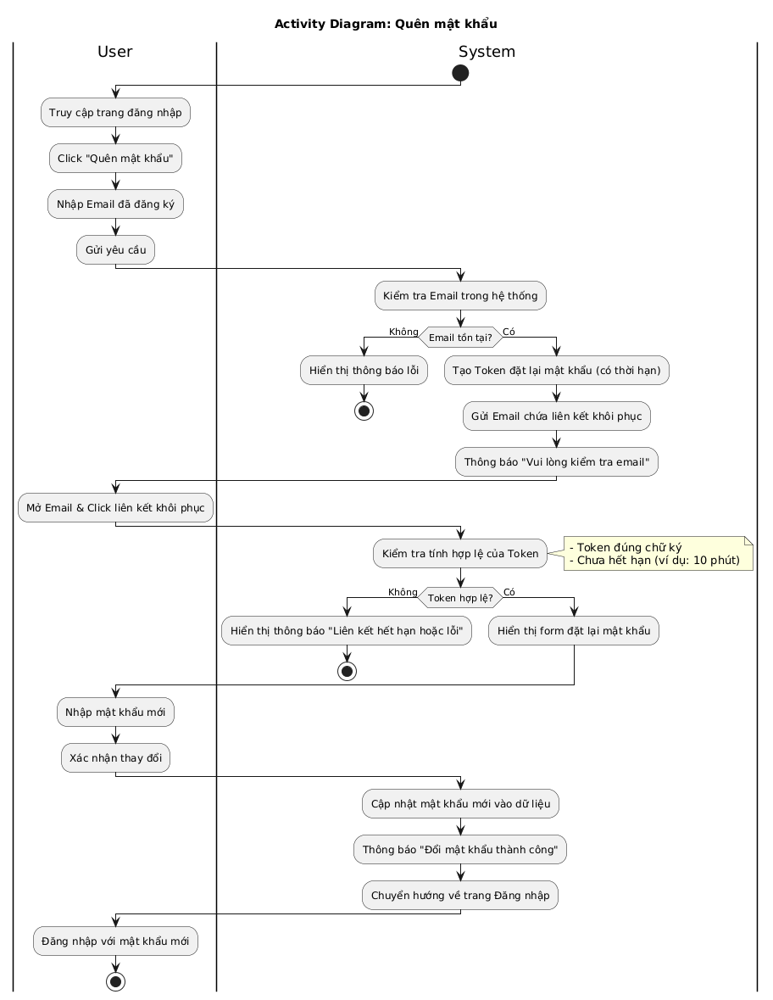 Activity Diagram: Quên mật khẩu
User
System
Truy cập trang đăng nhập
Click "Quên mật khẩu"
Nhập Email đã đăng ký
Gửi yêu cầu
Kiểm tra Email trong hệ thống
Không
Email tồn tại?
Có
Hiển thị thông báo lỗi
Tạo Token đặt lại mật khẩu (có thời hạn)
Gửi Email chứa liên kết khôi phục
Thông báo "Vui lòng kiểm tra email"
Mở Email & Click liên kết khôi phục
Kiểm tra tính hợp lệ của Token
- Token đúng chữ ký
- Chưa hết hạn (ví dụ: 10 phút)
Không
Token hợp lệ?
Có
Hiển thị thông báo "Liên kết hết hạn hoặc lỗi"
Hiển thị form đặt lại mật khẩu
Nhập mật khẩu mới
Xác nhận thay đổi
Cập nhật mật khẩu mới vào dữ liệu
Thông báo "Đổi mật khẩu thành công"
Chuyển hướng về trang Đăng nhập
Đăng nhập với mật khẩu mới